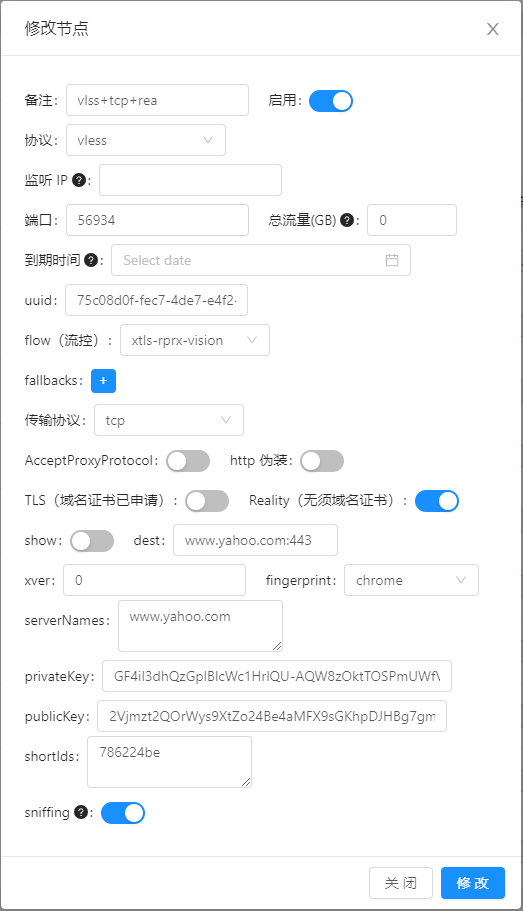 修改节点
备注: vlss+tcp+rea 启用:
协议: vless
监听 IP ?:
端口: 56934 总流量(GB) ?: 0
到期时间 ?: Select date
uuid: 75c08d0f-fec7-4de7-e4f2-
flow（流控）: xtls-rprx-vision
fallbacks: +
传输协议: tcp
AcceptProxyProtocol: http 伪装:
TLS（域名证书已申请）: Reality（无须域名证书）:
show: dest: www.yahoo.com:443
xver: 0 fingerprint: chrome
serverNames: www.yahoo.com
privateKey:
publicKey:
shortIds: 786224be
sniffing ?:
关 闭 修 改